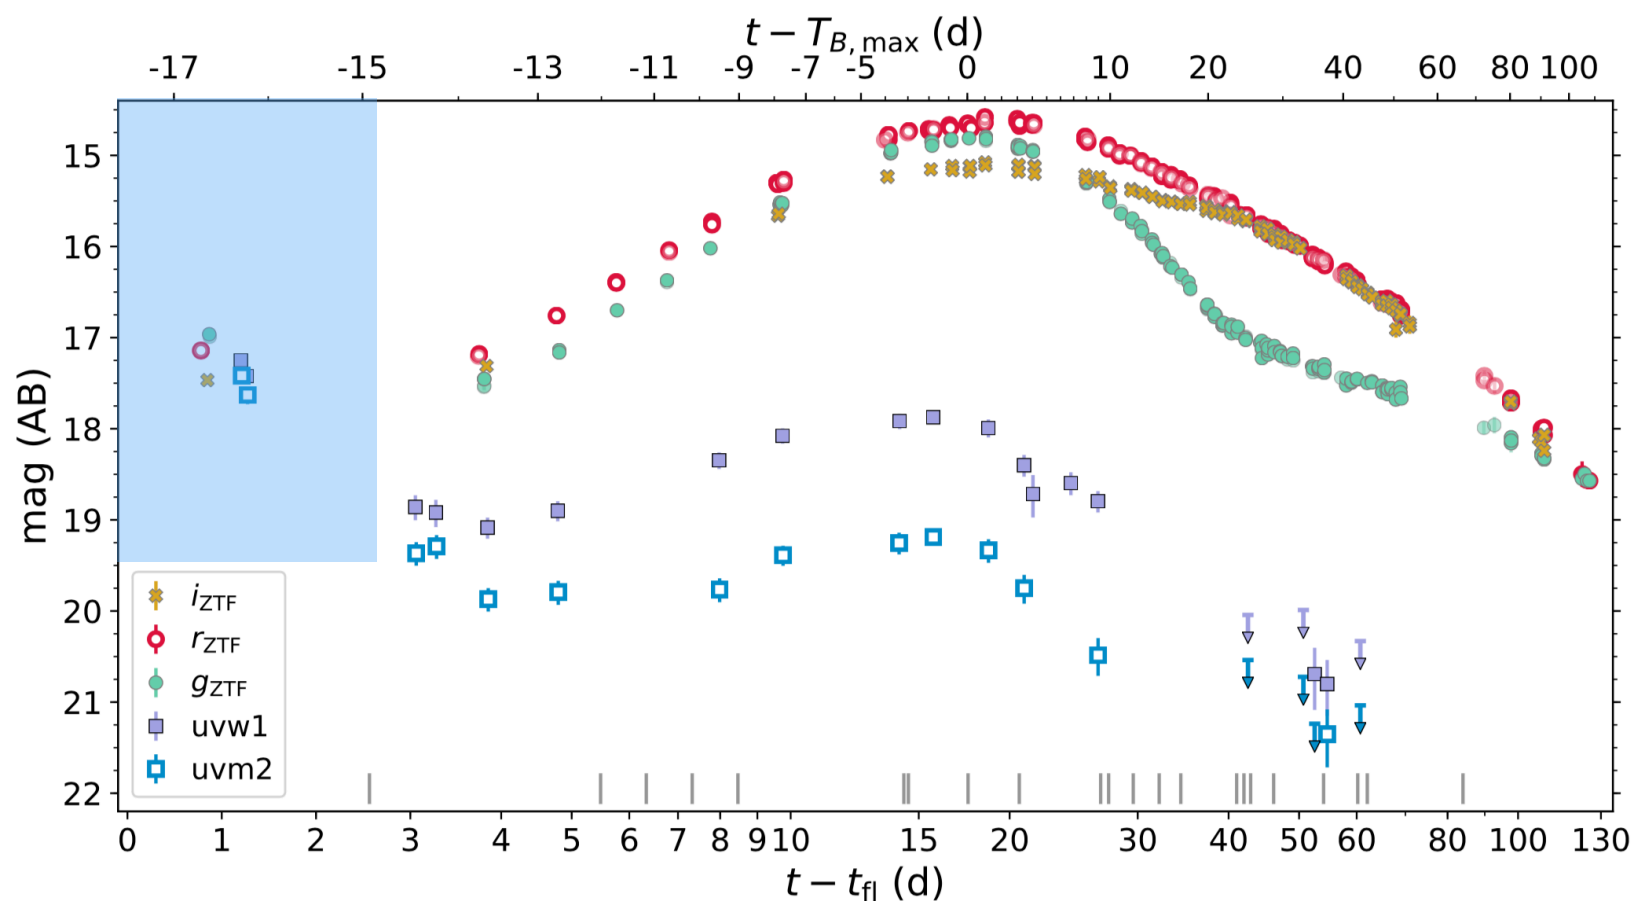 t − T_B,max (d)
-17 -15 -13 -11 -9 -7 -5 0 10 20 40 60 80 100
mag (AB)
15
16
17
18
19
20
21
22
i_ZTF
r_ZTF
g_ZTF
uvw1
uvm2
0 1 2 3 4 5 6 7 8 9 10 15 20 30 40 50 60 80 100 130
t − t_fl (d)